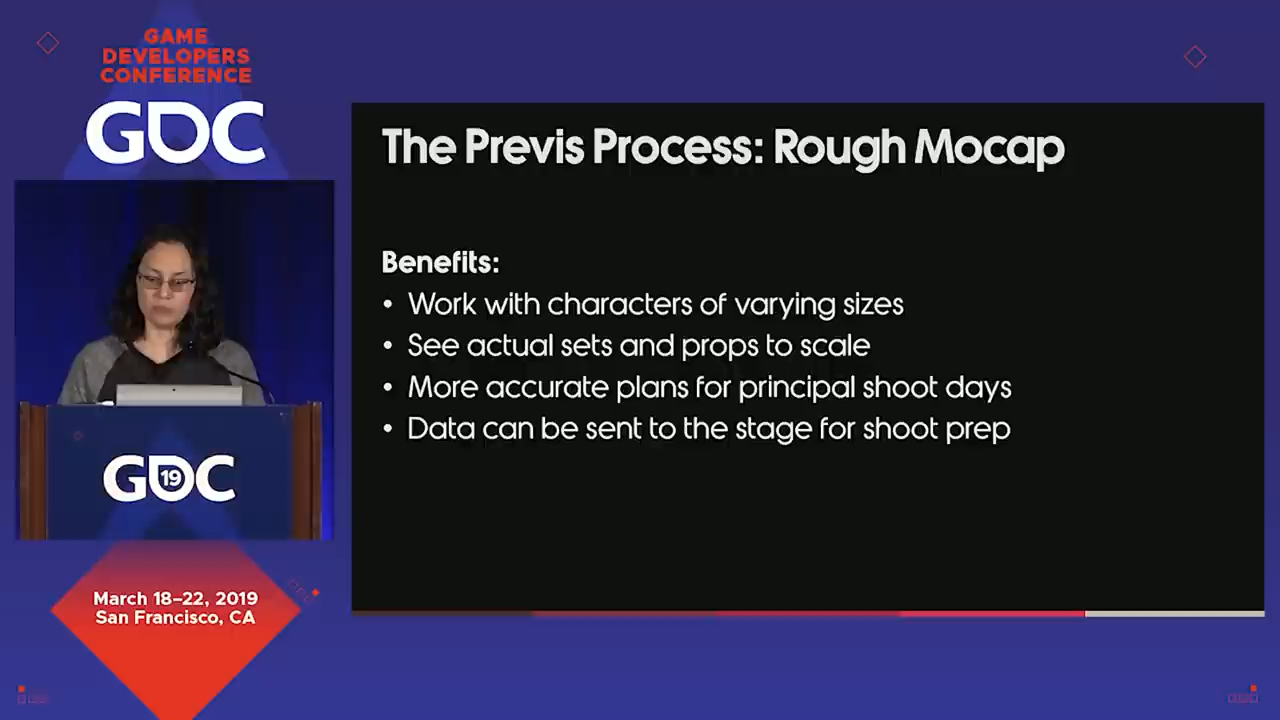 GAME
DEVELOPERS
CONFERENCE
GDC
The Previs Process: Rough Mocap
Benefits:
• Work with characters of varying sizes
• See actual sets and props to scale
• More accurate plans for principal shoot days
• Data can be sent to the stage for shoot prep
GDC
19
March 18–22, 2019
San Francisco, CA